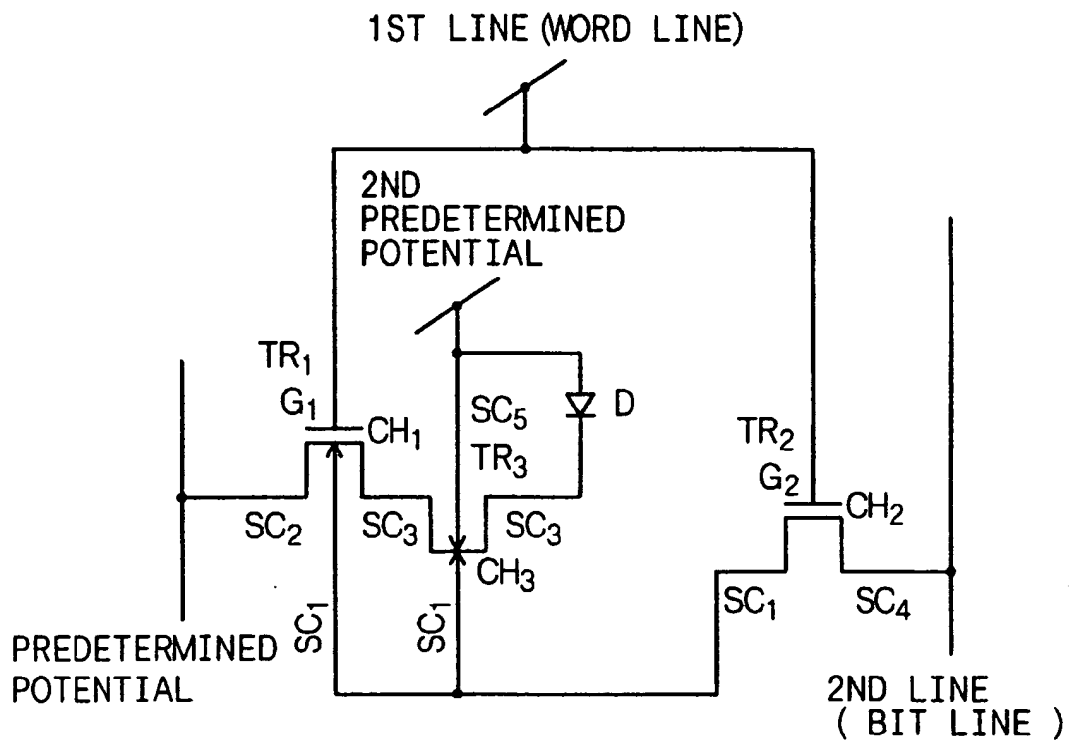 1ST LINE (WORD LINE)
2ND
PREDETERMINED
POTENTIAL
TR1
G1
CH1
SC5
D
TR3
TR2
G2
CH2
SC2
SC3
SC3
CH3
SC1
SC1
SC1
SC4
PREDETERMINED
POTENTIAL
2ND LINE
( BIT LINE )